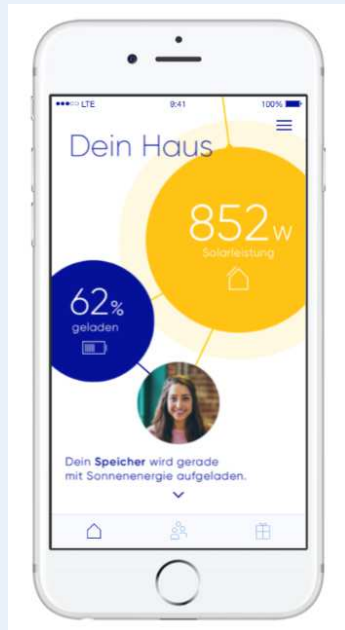 LTE 9:41 100%
Dein Haus
852W
Solarleistung
62%
geladen
Dein Speicher wird gerade
mit Sonnenenergie aufgeladen.